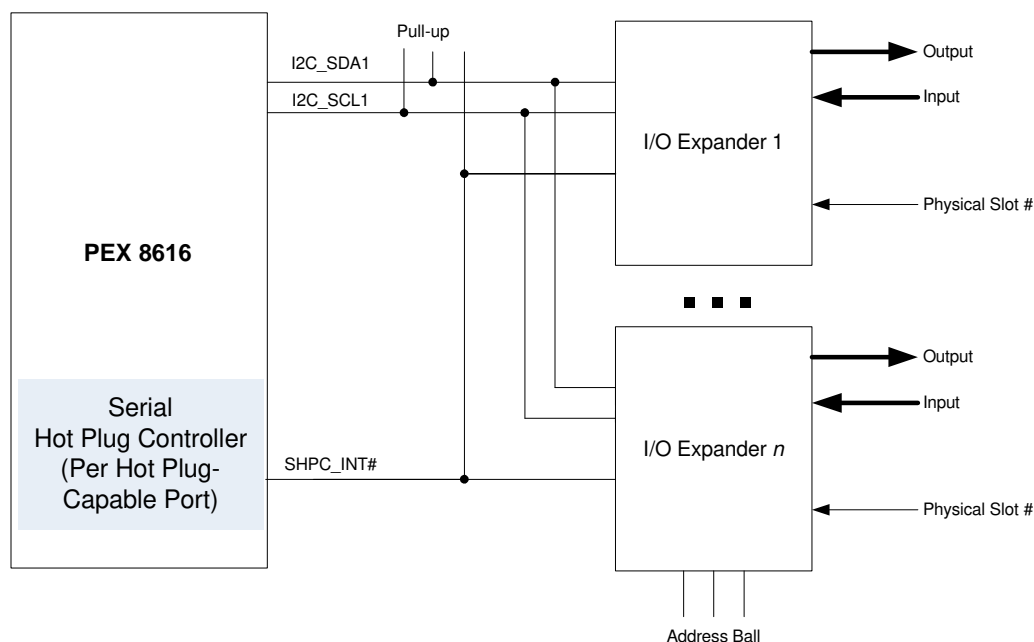 Pull-up
I2C_SDA1
I2C_SCL1
Output
Input
I/O Expander 1
Physical Slot #
PEX 8616
Output
Input
Serial
Hot Plug Controller
(Per Hot Plug-
Capable Port)
SHPC_INT#
I/O Expander n
Physical Slot #
Address Ball